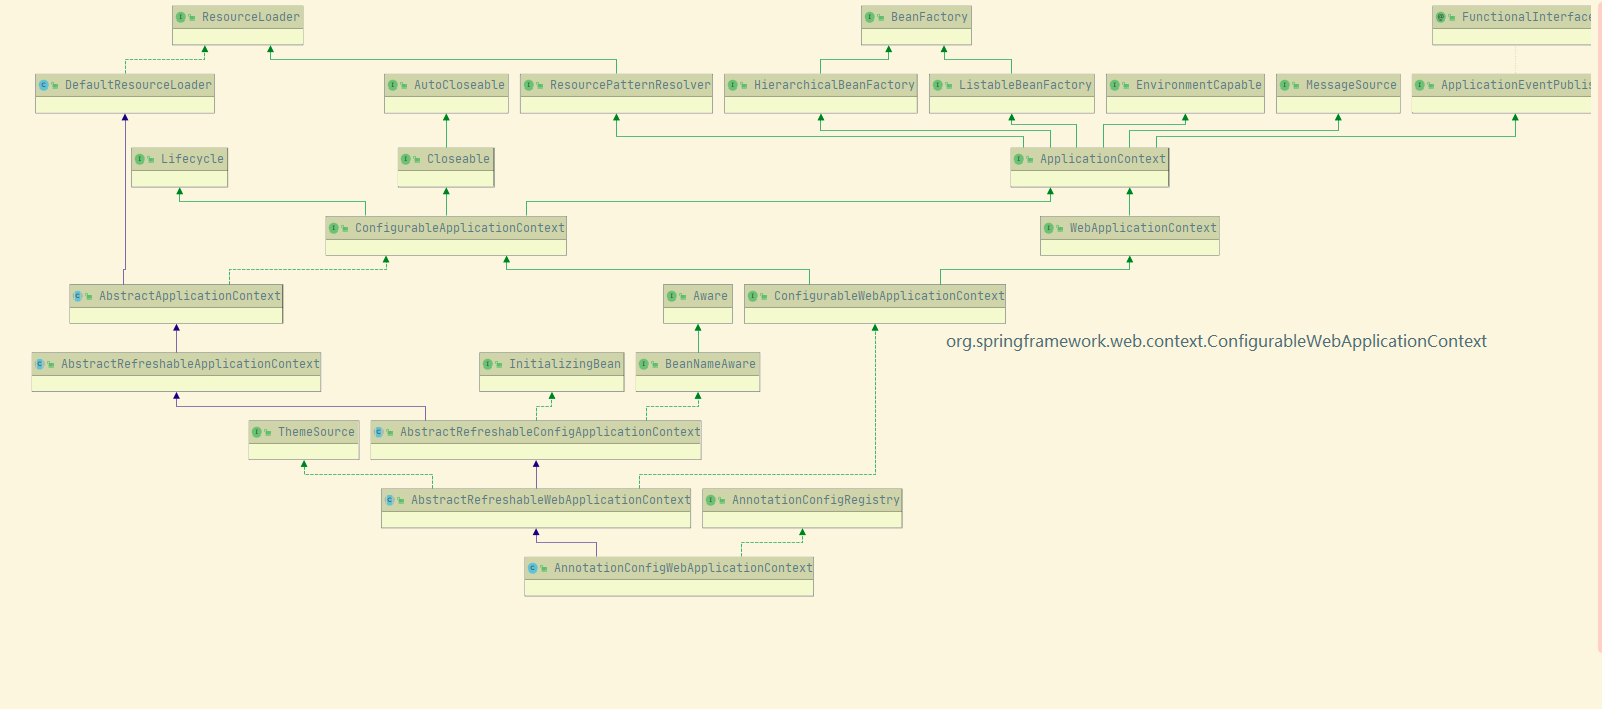 ResourceLoader
BeanFactory
FunctionalInterface
DefaultResourceLoader
AutoCloseable
ResourcePatternResolver
HierarchicalBeanFactory
ListableBeanFactory
EnvironmentCapable
MessageSource
ApplicationEventPublis
Lifecycle
Closeable
ApplicationContext
ConfigurableApplicationContext
WebApplicationContext
AbstractApplicationContext
Aware
ConfigurableWebApplicationContext
org.springframework.web.context.ConfigurableWebApplicationContext
AbstractRefreshableApplicationContext
InitializingBean
BeanNameAware
ThemeSource
AbstractRefreshableConfigApplicationContext
AbstractRefreshableWebApplicationContext
AnnotationConfigRegistry
AnnotationConfigWebApplicationContext